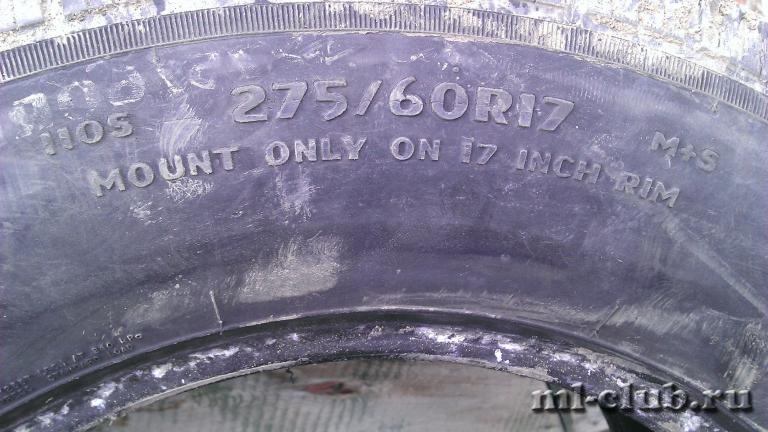 275/60R17
110S
M+S
MOUNT ONLY ON 17 INCH RIM
ml-club.ru